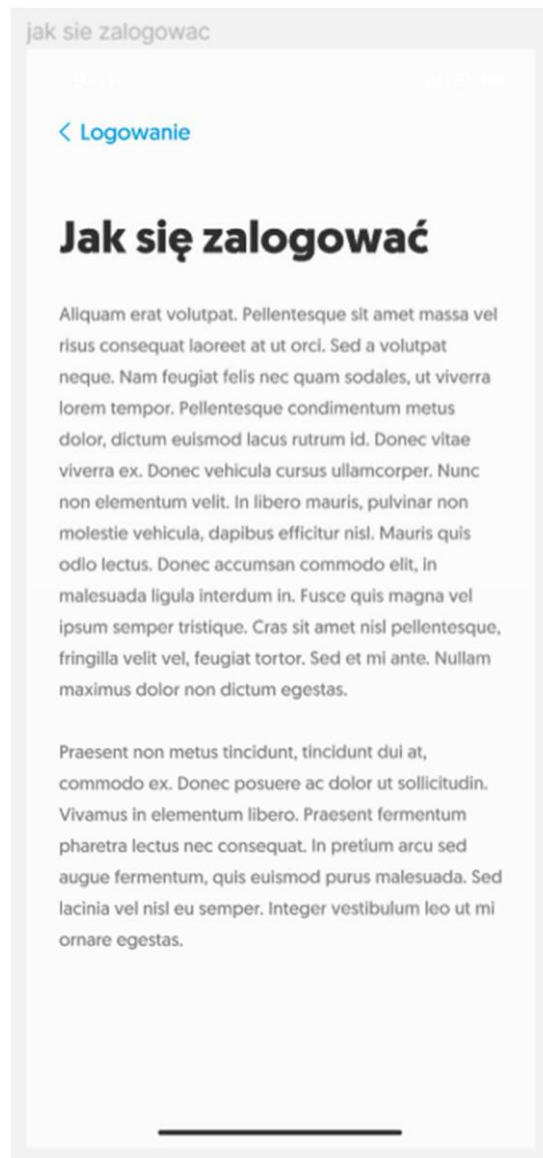 jak sie zalogowac
Logowanie
Jak się zalogować
Aliquam erat volutpat. Pellentesque sit amet massa vel
risus consequat laoreet at ut orci. Sed a volutpat
neque. Nam feugiat felis nec quam sodales, ut viverra
lorem tempor. Pellentesque condimentum metus
dolor, dictum euismod lacus rutrum id. Donec vitae
viverra ex. Donec vehicula cursus ullamcorper. Nunc
non elementum velit. In libero mauris, pulvinar non
molestie vehicula, dapibus efficitur nisl. Mauris quis
odio lectus. Donec accumsan commodo elit, in
malesuada ligula interdum in. Fusce quis magna vel
ipsum semper tristique. Cras sit amet nisl pellentesque,
fringilla velit vel, feugiat tortor. Sed et mi ante. Nullam
maximus dolor non dictum egestas.
Praesent non metus tincidunt, tincidunt dui at,
commodo ex. Donec posuere ac dolor ut sollicitudin.
Vivamus in elementum libero. Praesent fermentum
pharetra lectus nec consequat. In pretium arcu sed
augue fermentum, quis euismod purus malesuada. Sed
lacinia vel nisl eu semper. Integer vestibulum leo ut mi
ornare egestas.